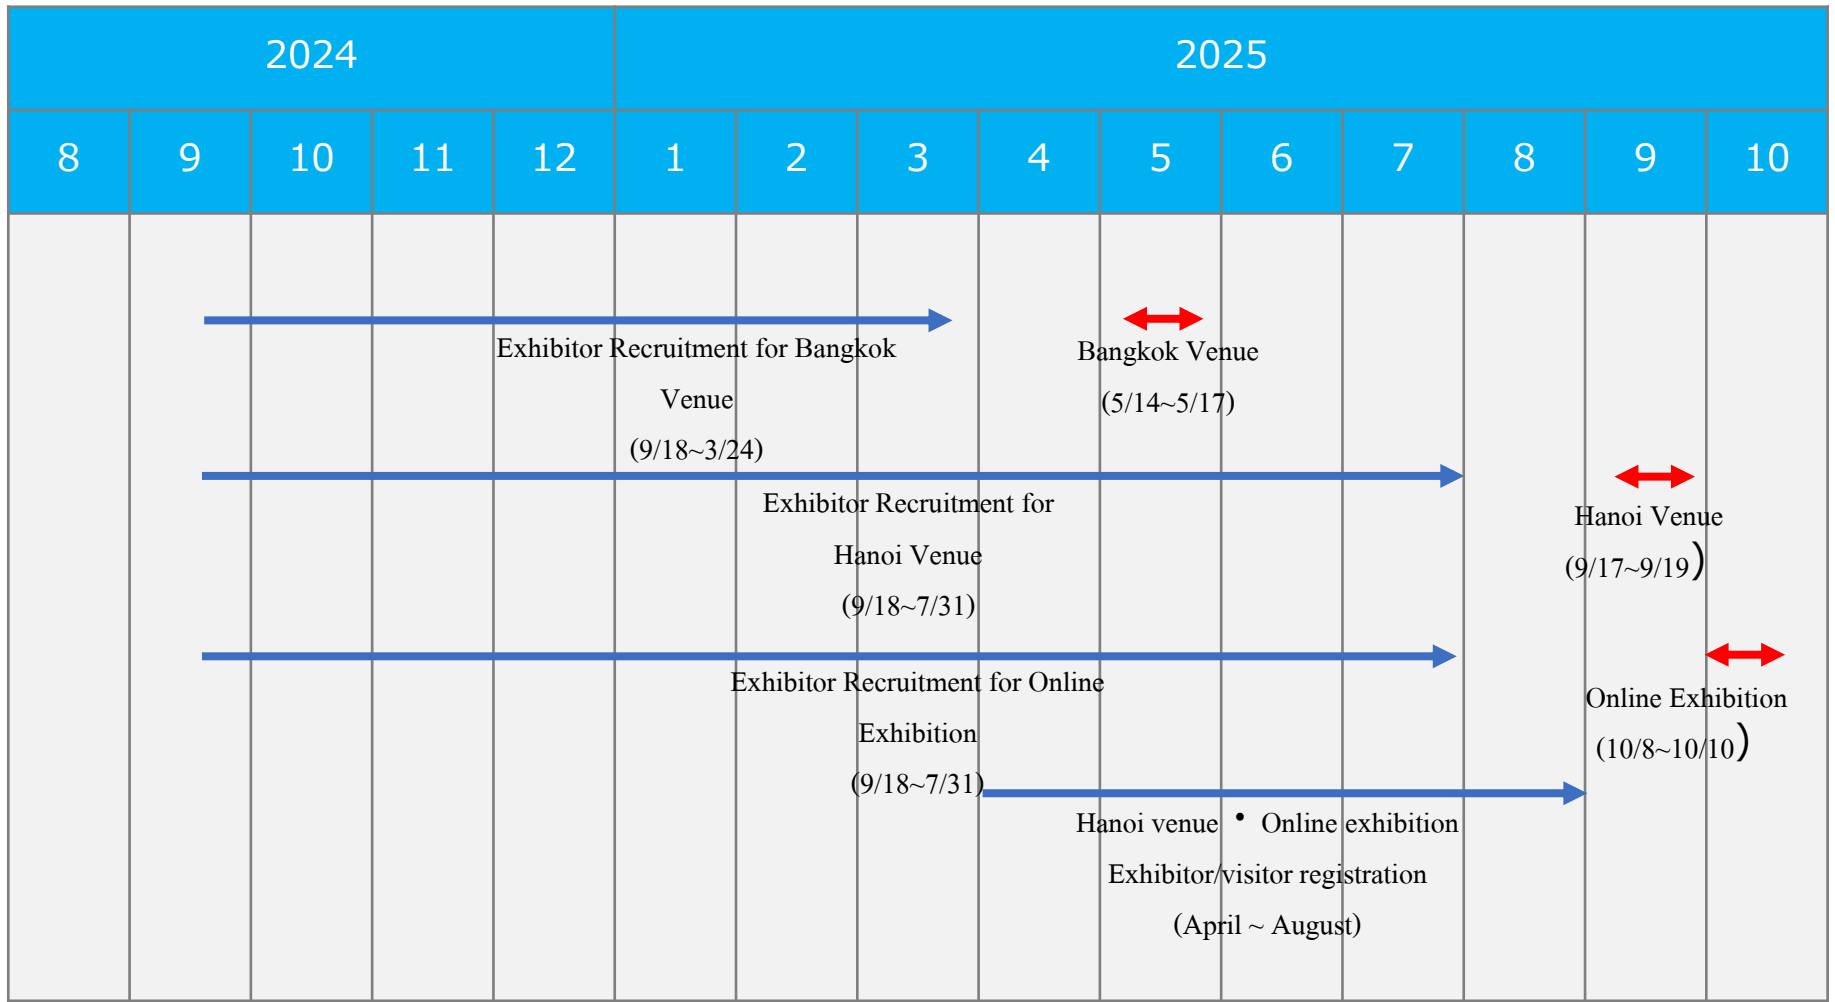 2024 2025
8 9 10 11 12 1 2 3 4 5 6 7 8 9 10
Exhibitor Recruitment for Bangkok
Venue
(9/18~3/24)
Bangkok Venue
(5/14~5/17)
Exhibitor Recruitment for
Hanoi Venue
(9/18~7/31)
Hanoi Venue
(9/17~9/19)
Exhibitor Recruitment for Online
Exhibition
(9/18~7/31)
Online Exhibition
(10/8~10/10)
Hanoi venue ・ Online exhibition
Exhibitor/visitor registration
(April ~ August)